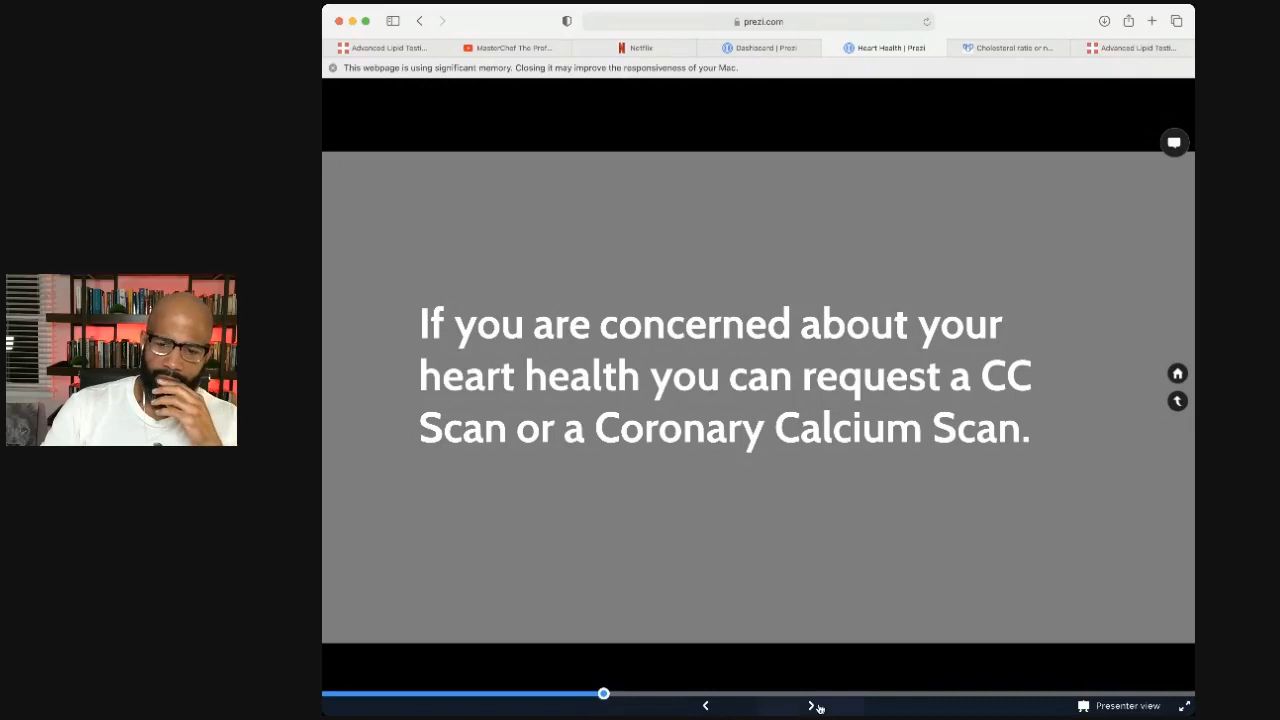 prezi.com
Advanced Lipid Testi...
MasterChef The Prof...
Netflix
Dashboard | Prezi
Heart Health | Prezi
Cholesterol ratio or n...
Advanced Lipid Testi...
This webpage is using significant memory. Closing it may improve the responsiveness of your Mac.
If you are concerned about your
heart health you can request a CC
Scan or a Coronary Calcium Scan.
Presenter view